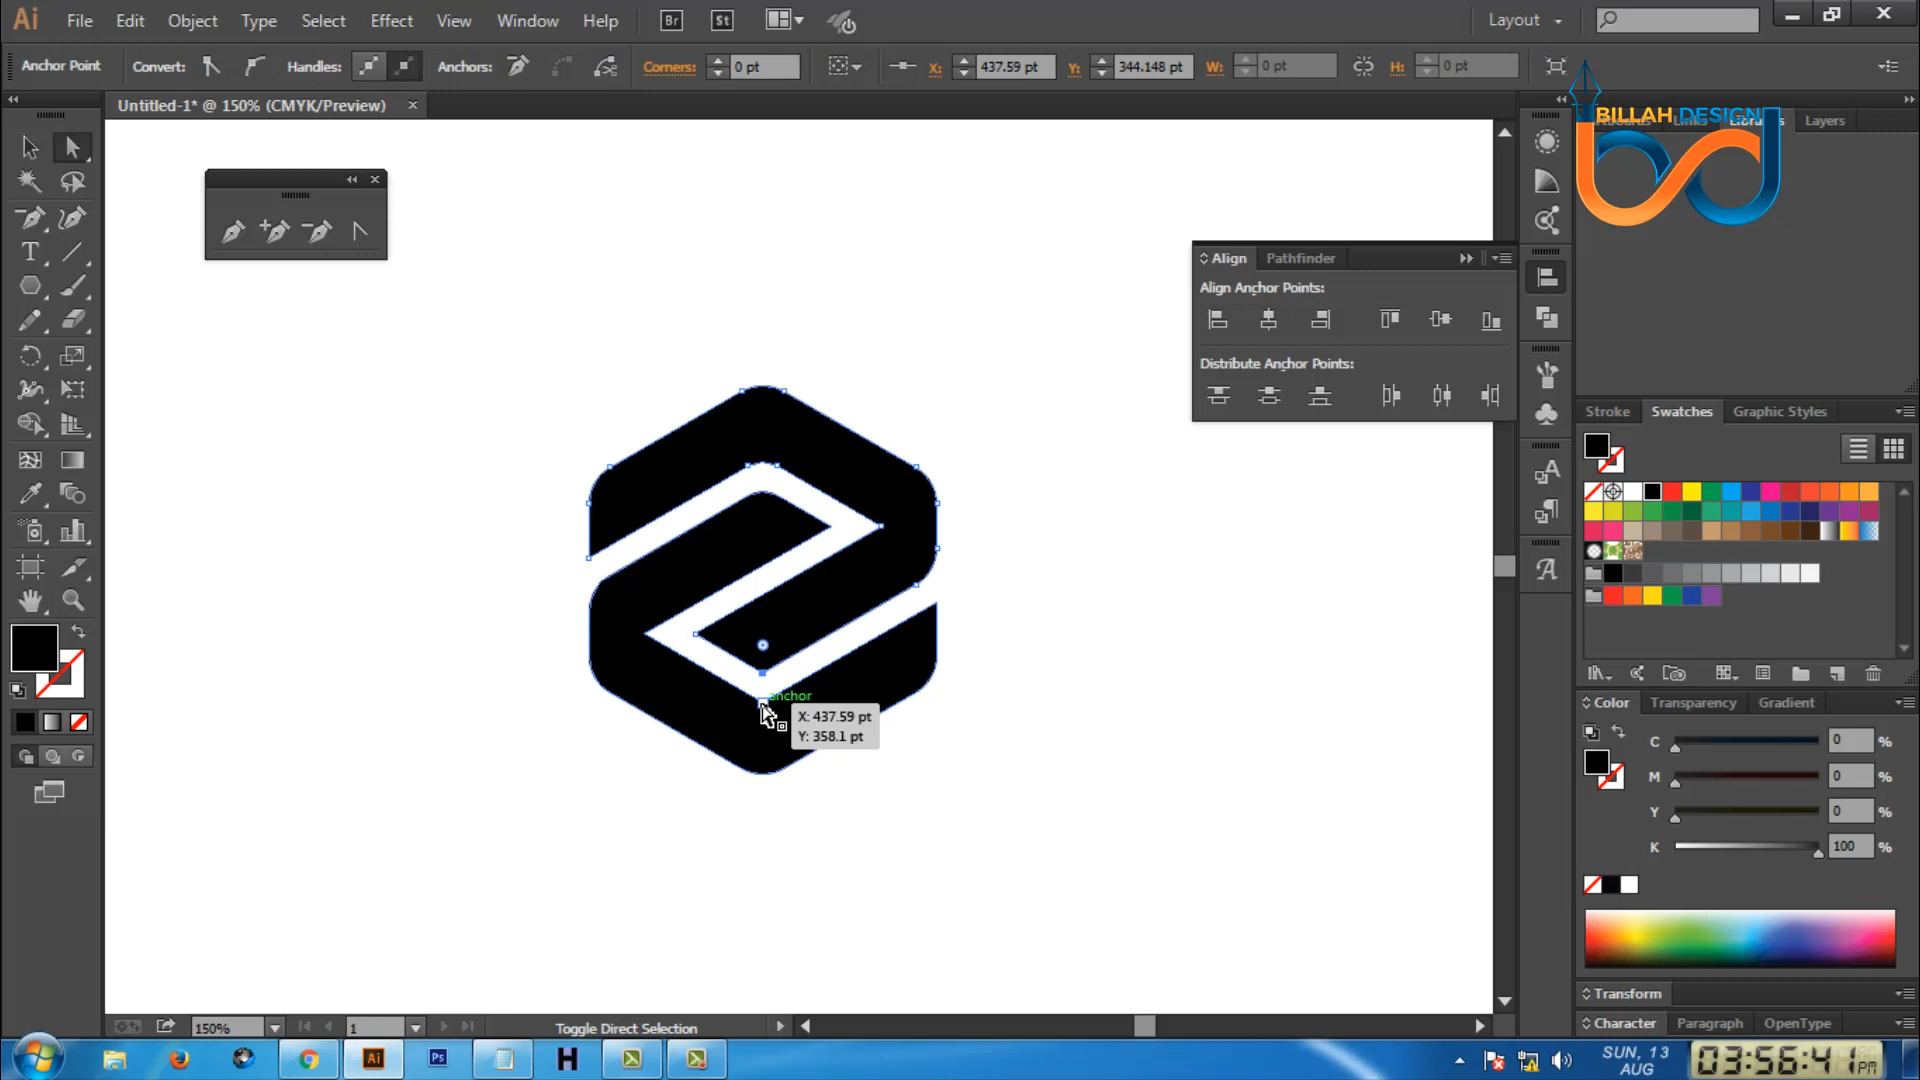 Ai File Edit Object Type Select Effect View Window Help Br St Layout
Anchor Point Convert: Handles: Anchors: Corners: 0 pt X: 437.59 pt Y: 344.148 pt W: 0 pt H: 0 pt
Untitled-1* @ 150% (CMYK/Preview)
BILLAH DESIGN
Layers
Align Pathfinder
Align Anchor Points:
Distribute Anchor Points:
Stroke Swatches Graphic Styles
anchor
X: 437.59 pt
Y: 358.1 pt
Color Transparency Gradient
C 0 %
M 0 %
Y 0 %
K 100 %
Transform
Character Paragraph OpenType
150% 1 Toggle Direct Selection
Ai Ps H
SUN, 13
AUG
03:56:41 PM